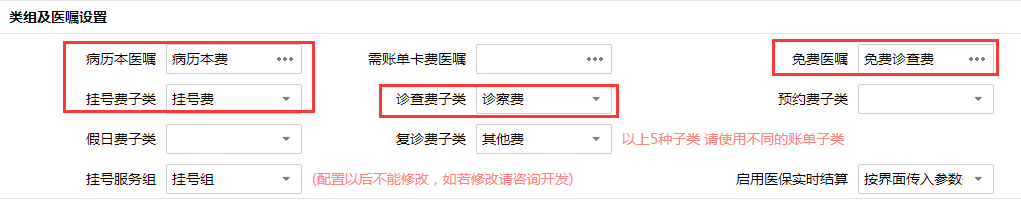 类组及医嘱设置
病历本医嘱 病历本费 ••• 需账单卡费医嘱 ••• 免费医嘱 免费诊查费 •••
挂号费子类 挂号费 诊查费子类 诊察费 预约费子类
假日费子类 复诊费子类 其他费 以上5种子类 请使用不同的账单子类
挂号服务组 挂号组 (配置以后不能修改，如若修改请咨询开发) 启用医保实时结算 按界面传入参数